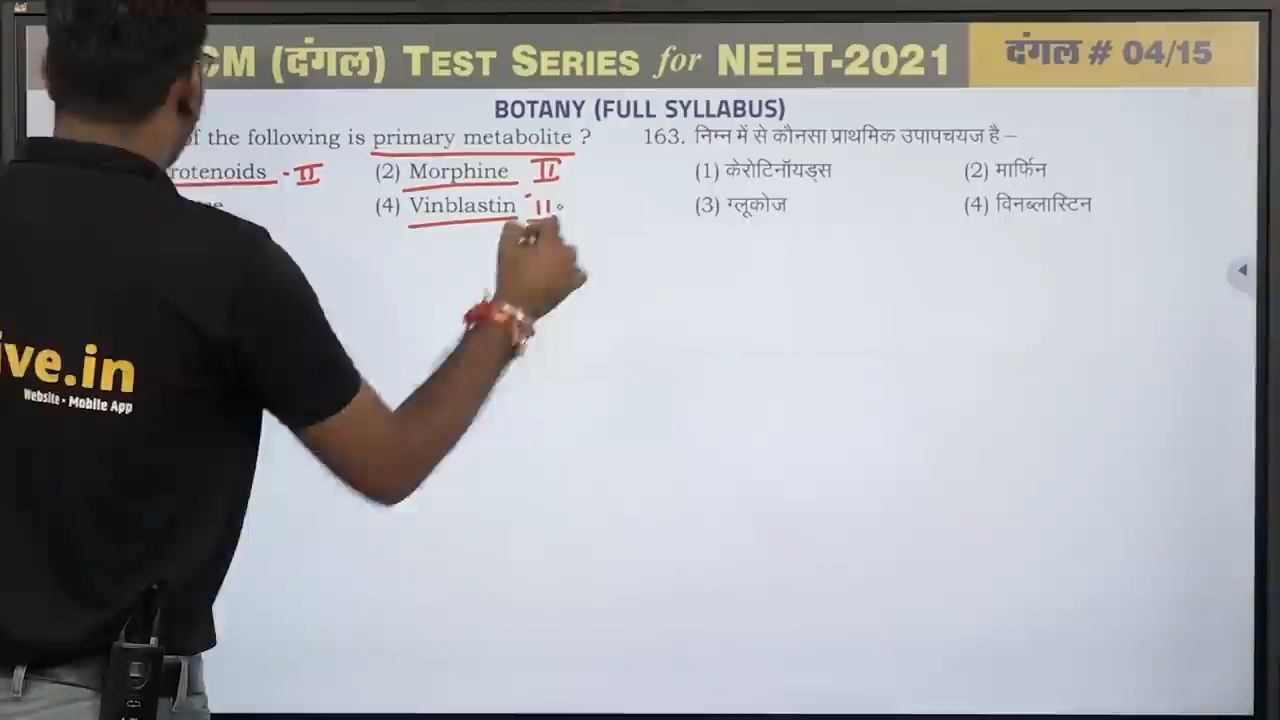 CM (दंगल) TEST SERIES for NEET-2021
दंगल # 04/15
BOTANY (FULL SYLLABUS)
of the following is primary metabolite ?
rotenoids - II (2) Morphine II
(4) Vinblastin II
163. निम्न में से कौनसा प्राथमिक उपापचयज है –
(1) केरोटिनॉयड्स (2) मार्फिन
(3) ग्लूकोज (4) विनब्लास्टिन
ive.in
Website • Mobile App